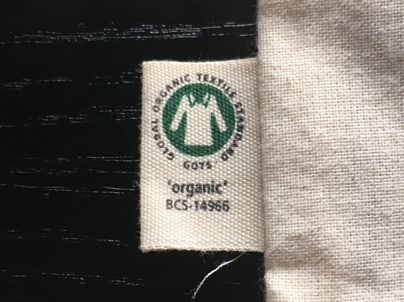 GLOBAL ORGANIC TEXTILE STANDARD
GOTS
'organic'
BCS-14966